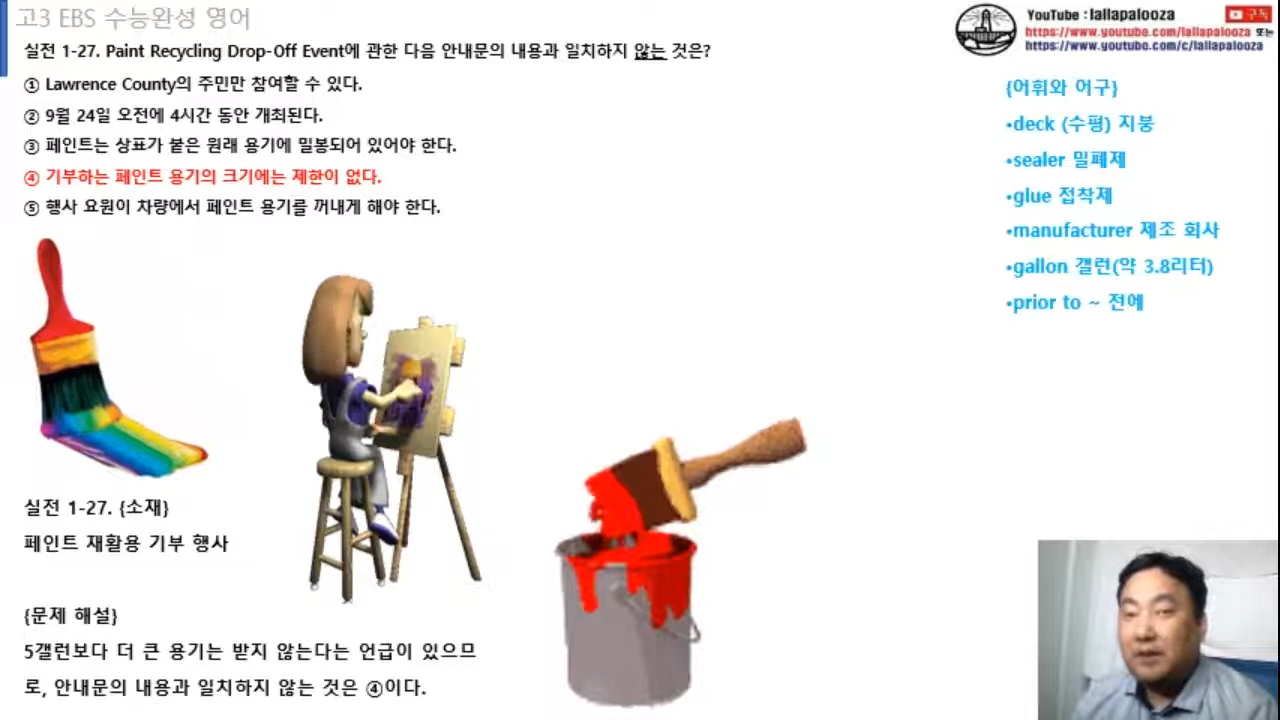 고3 EBS 수능완성 영어
YouTube : lallapalooza
구독
https://www.youtube.com/lallapalooza 또는
https://www.youtube.com/c/lallapalooza
실전 1-27. Paint Recycling Drop-Off Event에 관한 다음 안내문의 내용과 일치하지 않는 것은?
① Lawrence County의 주민만 참여할 수 있다.
② 9월 24일 오전에 4시간 동안 개최된다.
③ 페인트는 상표가 붙은 원래 용기에 밀봉되어 있어야 한다.
④ 기부하는 페인트 용기의 크기에는 제한이 없다.
⑤ 행사 요원이 차량에서 페인트 용기를 꺼내게 해야 한다.
{어휘와 어구}
•deck (수평) 지붕
•sealer 밀폐제
•glue 접착제
•manufacturer 제조 회사
•gallon 갤런(약 3.8리터)
•prior to ~ 전에
실전 1-27. {소재}
페인트 재활용 기부 행사
{문제 해설}
5갤런보다 더 큰 용기는 받지 않는다는 언급이 있으므
로, 안내문의 내용과 일치하지 않는 것은 ④이다.